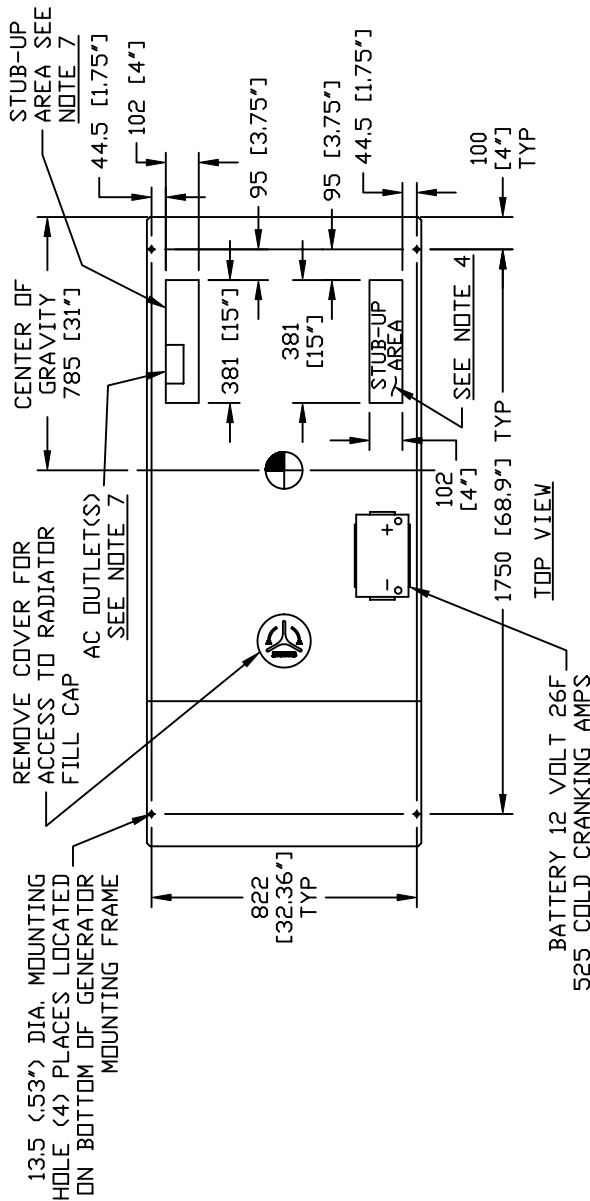 13.5 (.53") DIA. MOUNTING
HOLE (4) PLACES LOCATED
ON BOTTOM OF GENERATOR
MOUNTING FRAME
REMOVE COVER FOR
ACCESS TO RADIATOR
FILL CAP
AC OUTLET(S)
SEE NOTE 7
CENTER OF
GRAVITY
785 [31"]
STUB-UP
AREA SEE
NOTE 7
44.5 [1.75"]
102 [4"]
95 [3.75"]
95 [3.75"]
44.5 [1.75"]
100
[4"]
TYP
381 [15"]
381
[15"]
STUB-UP
AREA
SEE NOTE 4
102
[4"]
822
[32.36"]
TYP
- +
1750 [68.9"] TYP
TOP VIEW
BATTERY 12 VOLT 26F
525 COLD CRANKING AMPS